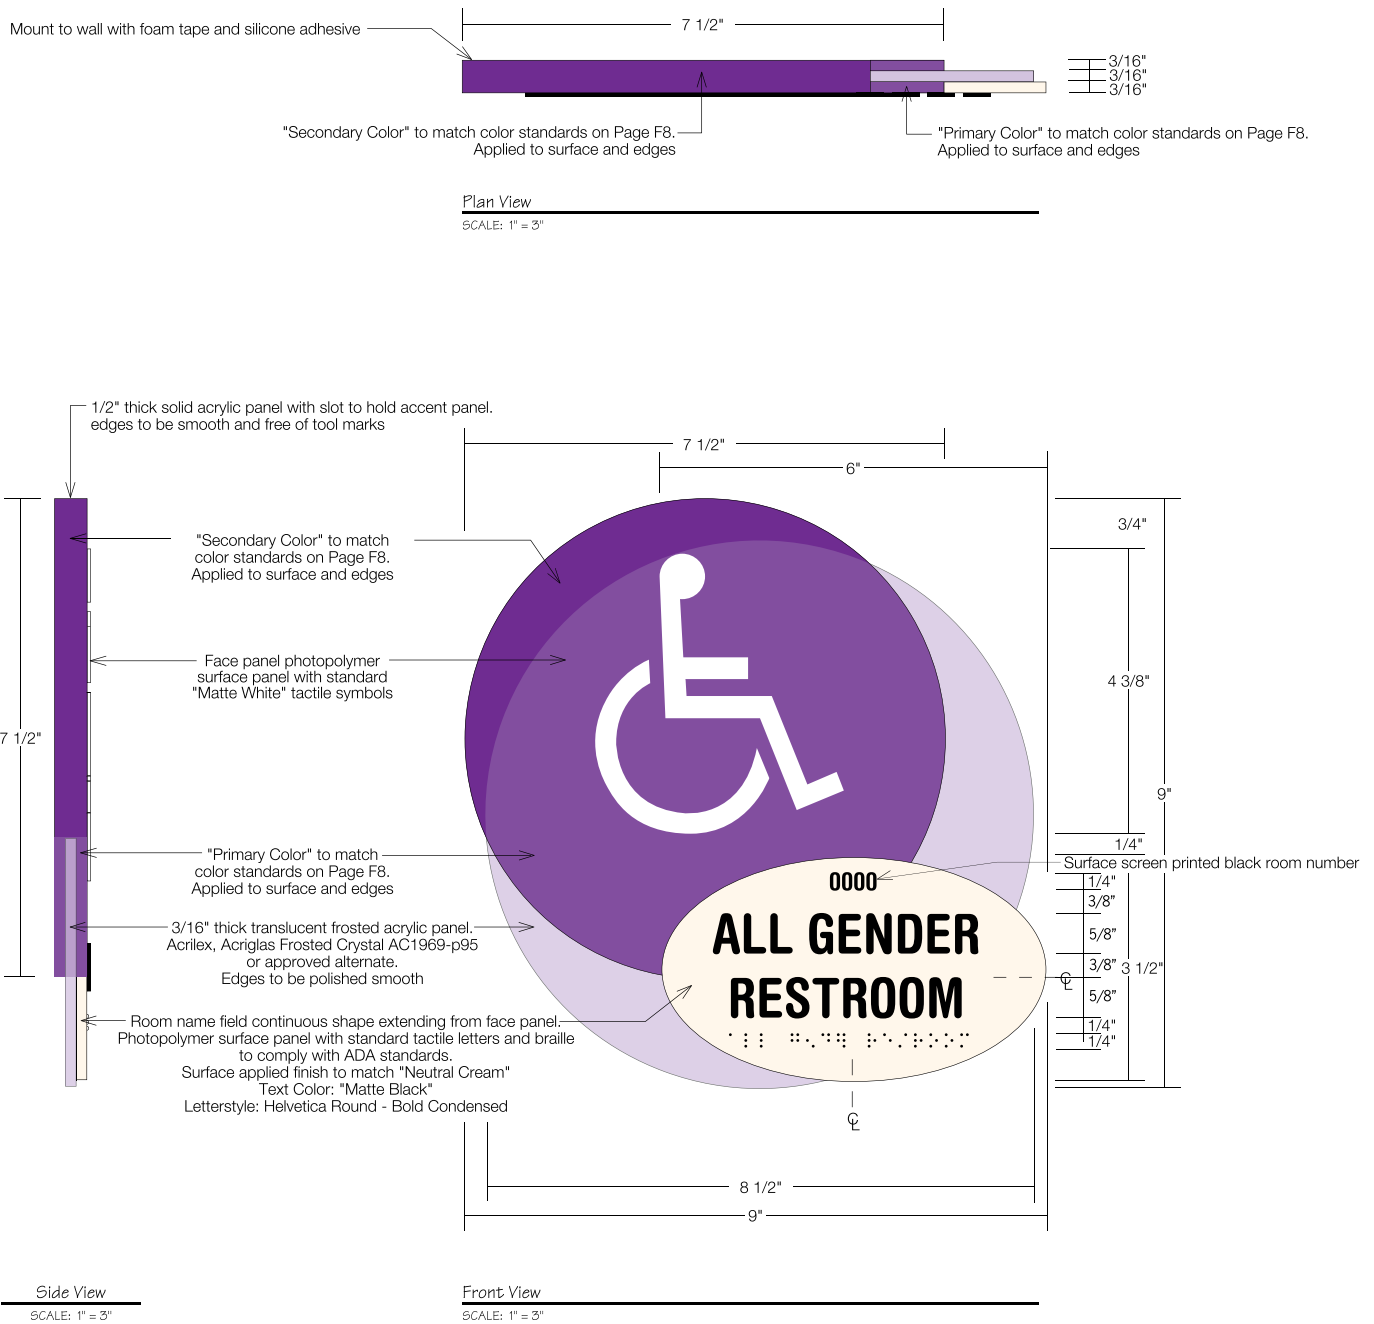 7 1/2"
Mount to wall with foam tape and silicone adhesive
3/16"
3/16"
3/16"
"Secondary Color" to match color standards on Page F8.
Applied to surface and edges
"Primary Color" to match color standards on Page F8.
Applied to surface and edges
Plan View
SCALE: 1" = 3"
1/2" thick solid acrylic panel with slot to hold accent panel.
edges to be smooth and free of tool marks
7 1/2"
6"
3/4"
"Secondary Color" to match
color standards on Page F8.
Applied to surface and edges
Face panel photopolymer
surface panel with standard
"Matte White" tactile symbols
4 3/8"
7 1/2"
9"
1/4"
"Primary Color" to match
color standards on Page F8.
Applied to surface and edges
Surface screen printed black room number
0000
1/4"
3/8"
3/16" thick translucent frosted acrylic panel.
Acrilex, Acriglas Frosted Crystal AC1969-p95
or approved alternate.
Edges to be polished smooth
ALL GENDER
RESTROOM
5/8"
3/8"
3 1/2"
℄
5/8"
1/4"
1/4"
Room name field continuous shape extending from face panel.
Photopolymer surface panel with standard tactile letters and braille
to comply with ADA standards.
Surface applied finish to match "Neutral Cream"
Text Color: "Matte Black"
Letterstyle: Helvetica Round - Bold Condensed
⠁⠇⠇ ⠛⠑⠝⠙⠻ ⠗⠑⠌⠗⠕⠕⠍
℄
8 1/2"
9"
Side View
SCALE: 1" = 3"
Front View
SCALE: 1" = 3"